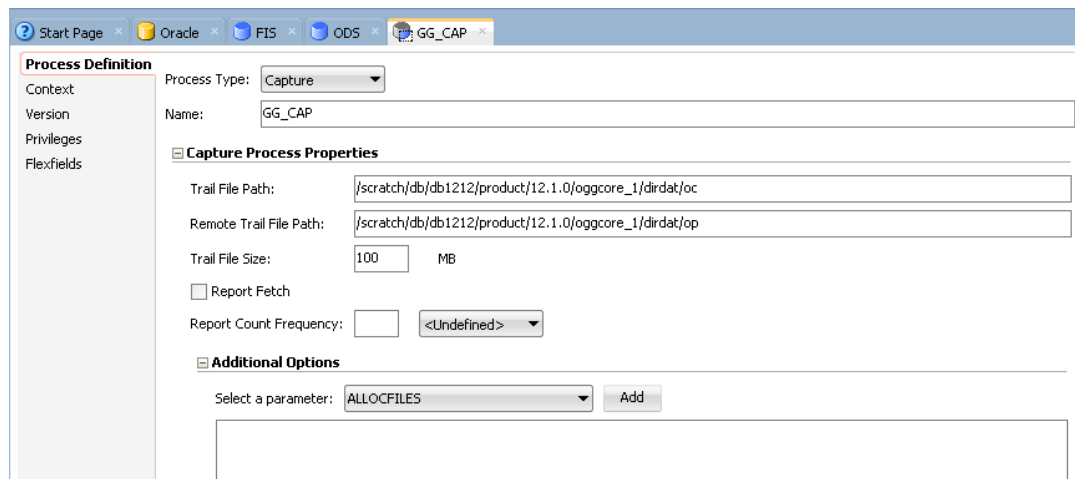 Start Page Oracle FIS ODS GG_CAP
Process Definition
Context
Version
Privileges
Flexfields
Process Type: Capture
Name: GG_CAP
Capture Process Properties
Trail File Path: /scratch/db/db1212/product/12.1.0/oggcore_1/dirdat/oc
Remote Trail File Path: /scratch/db/db1212/product/12.1.0/oggcore_1/dirdat/op
Trail File Size: 100 MB
Report Fetch
Report Count Frequency: <Undefined>
Additional Options
Select a parameter: ALLOCFILES Add